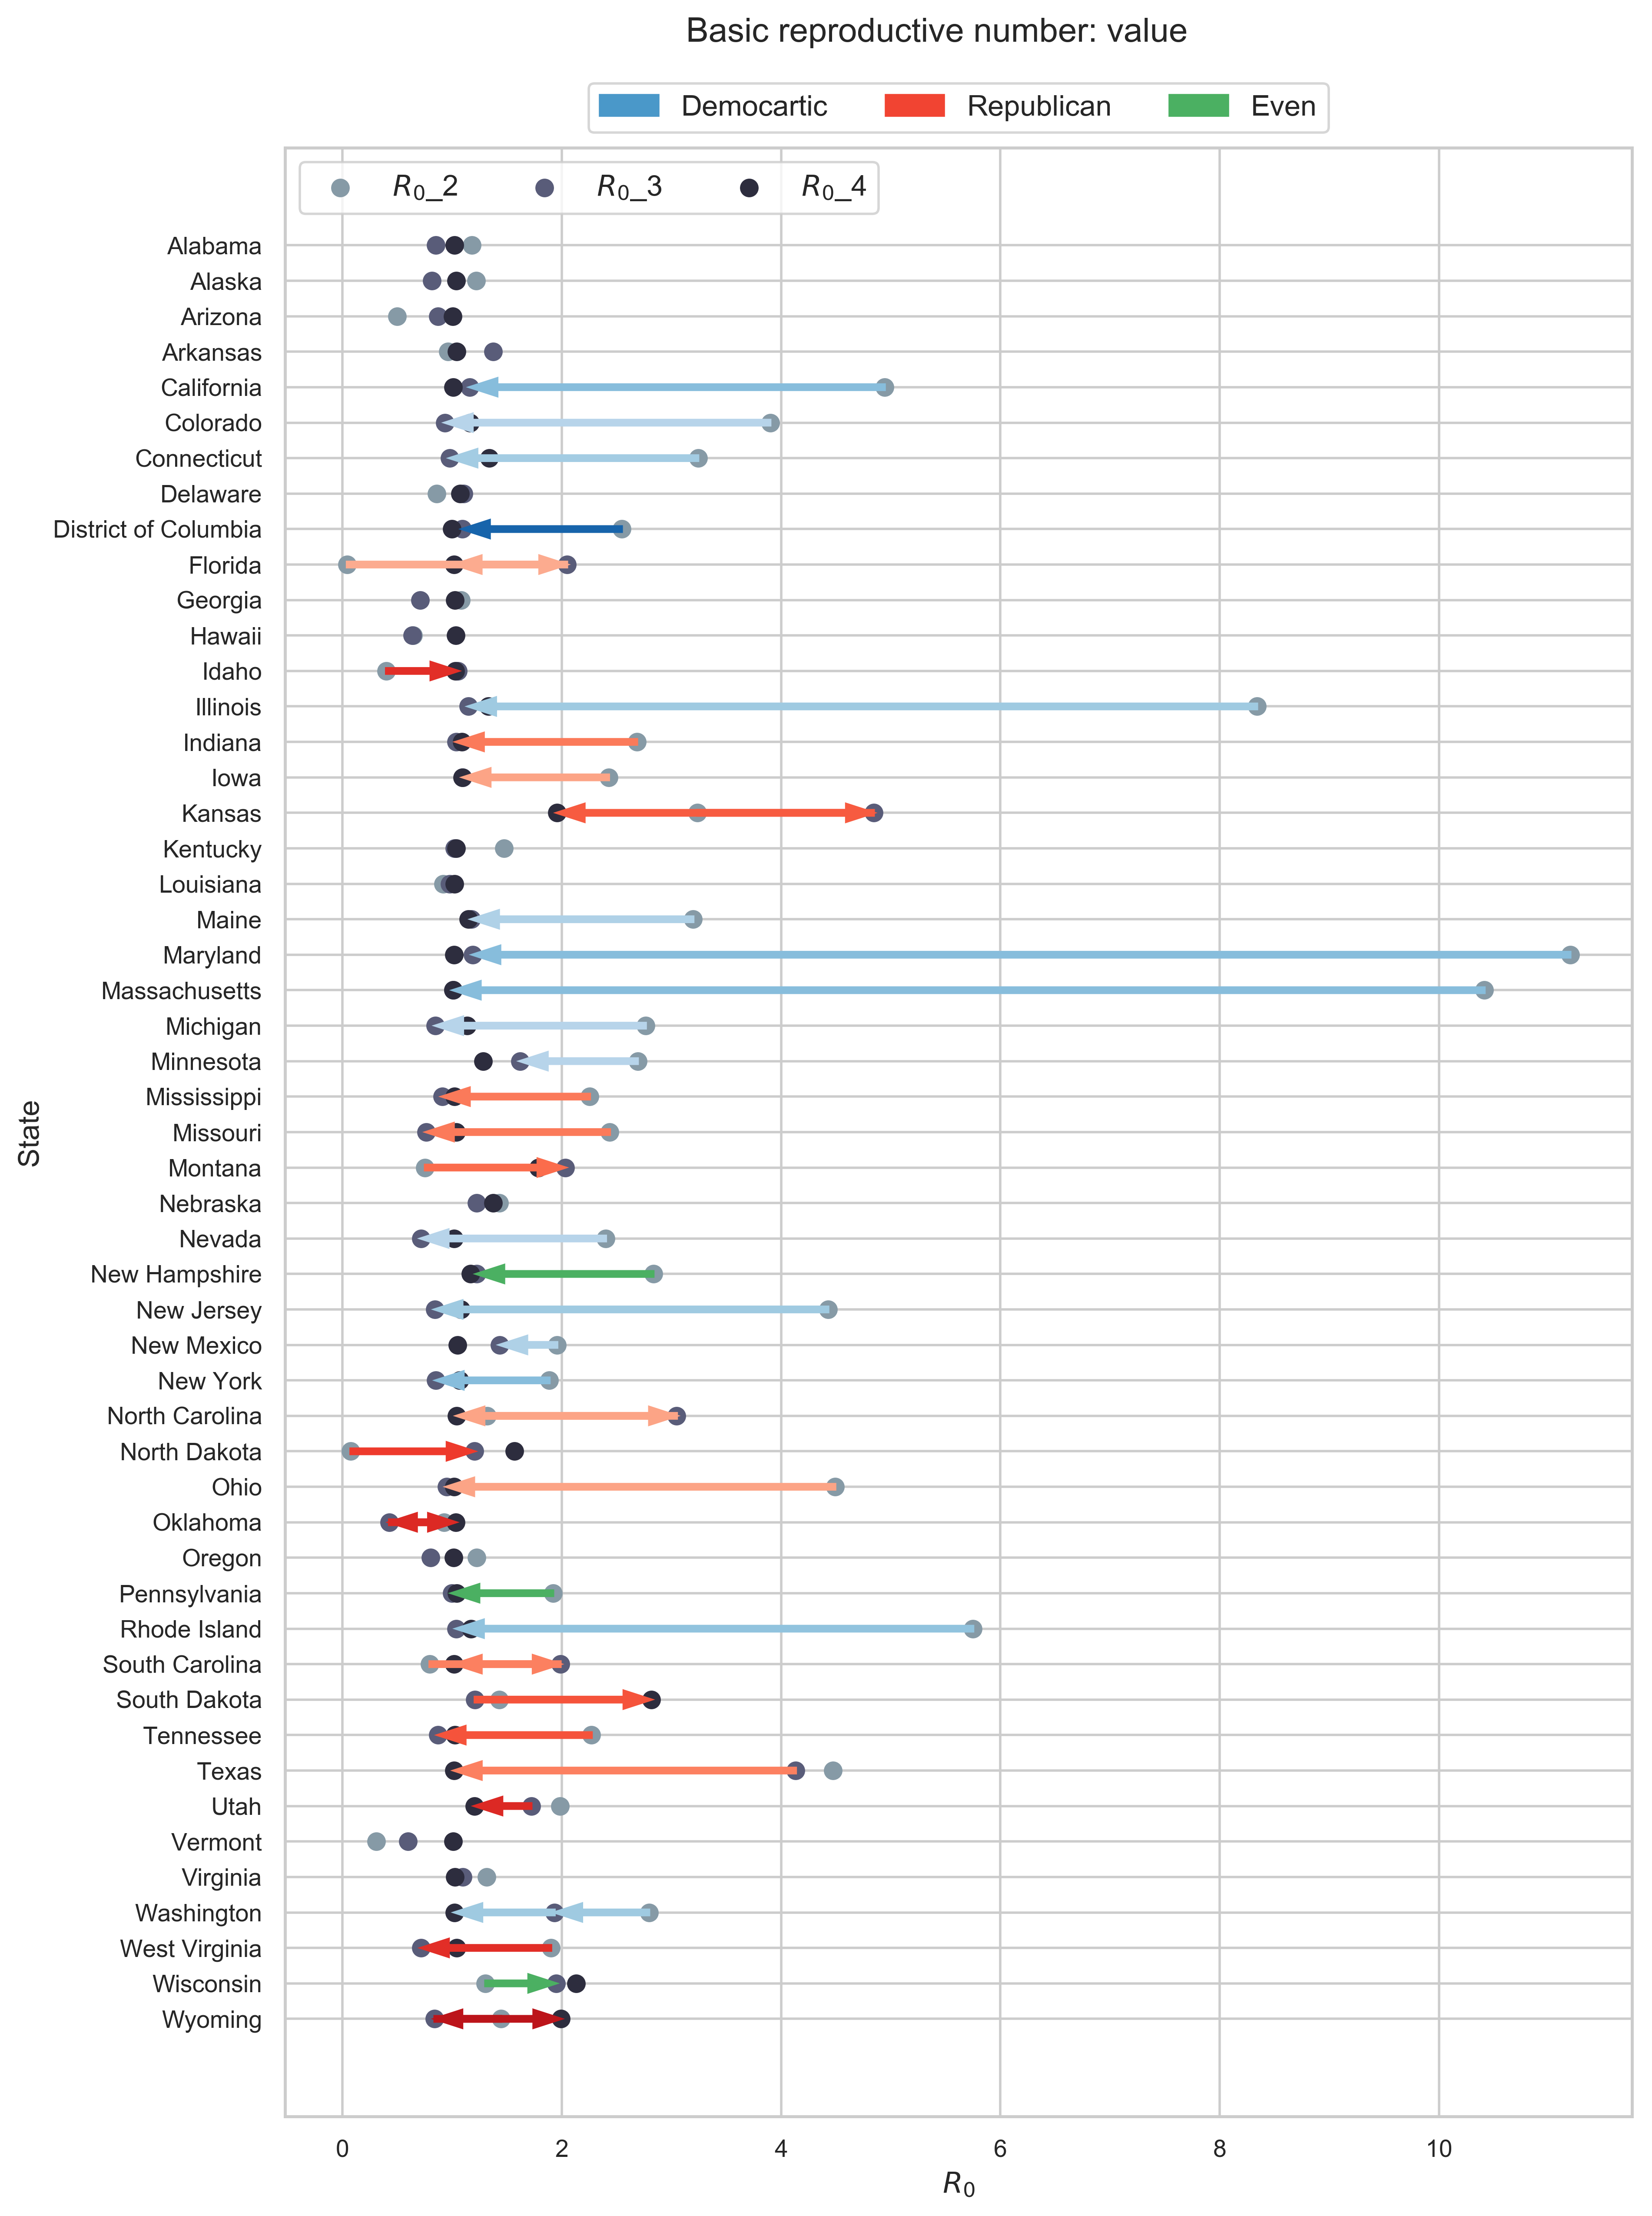 Basic reproductive number: value
Democartic Republican Even
R₀_2 R₀_3 R₀_4
Alabama
Alaska
Arizona
Arkansas
California
Colorado
Connecticut
Delaware
District of Columbia
Florida
Georgia
Hawaii
Idaho
Illinois
Indiana
Iowa
Kansas
Kentucky
Louisiana
Maine
Maryland
Massachusetts
Michigan
Minnesota
Mississippi
Missouri
Montana
Nebraska
Nevada
New Hampshire
New Jersey
New Mexico
New York
North Carolina
North Dakota
Ohio
Oklahoma
Oregon
Pennsylvania
Rhode Island
South Carolina
South Dakota
Tennessee
Texas
Utah
Vermont
Virginia
Washington
West Virginia
Wisconsin
Wyoming
State
0 2 4 6 8 10
R₀